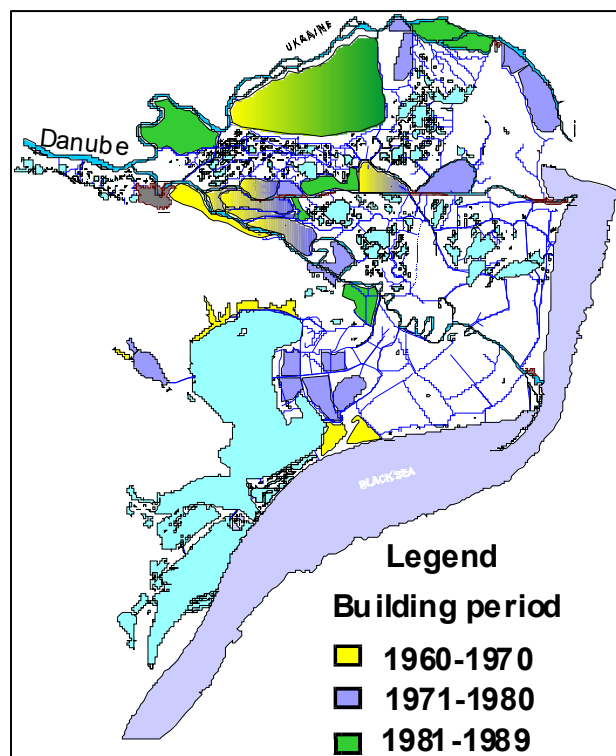 UKRAINE
Danube
BLACK SEA
Legend
Building period
1960-1970
1971-1980
1981-1989